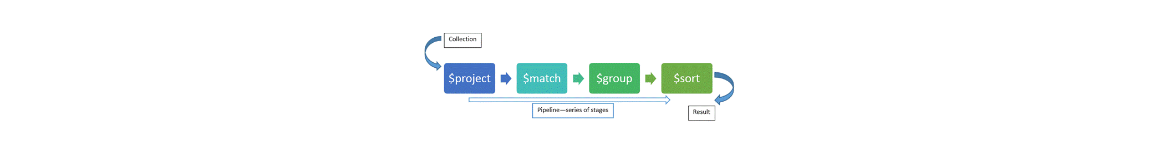 Collection
$project
$match
$group
$sort
Pipeline—series of stages
Result